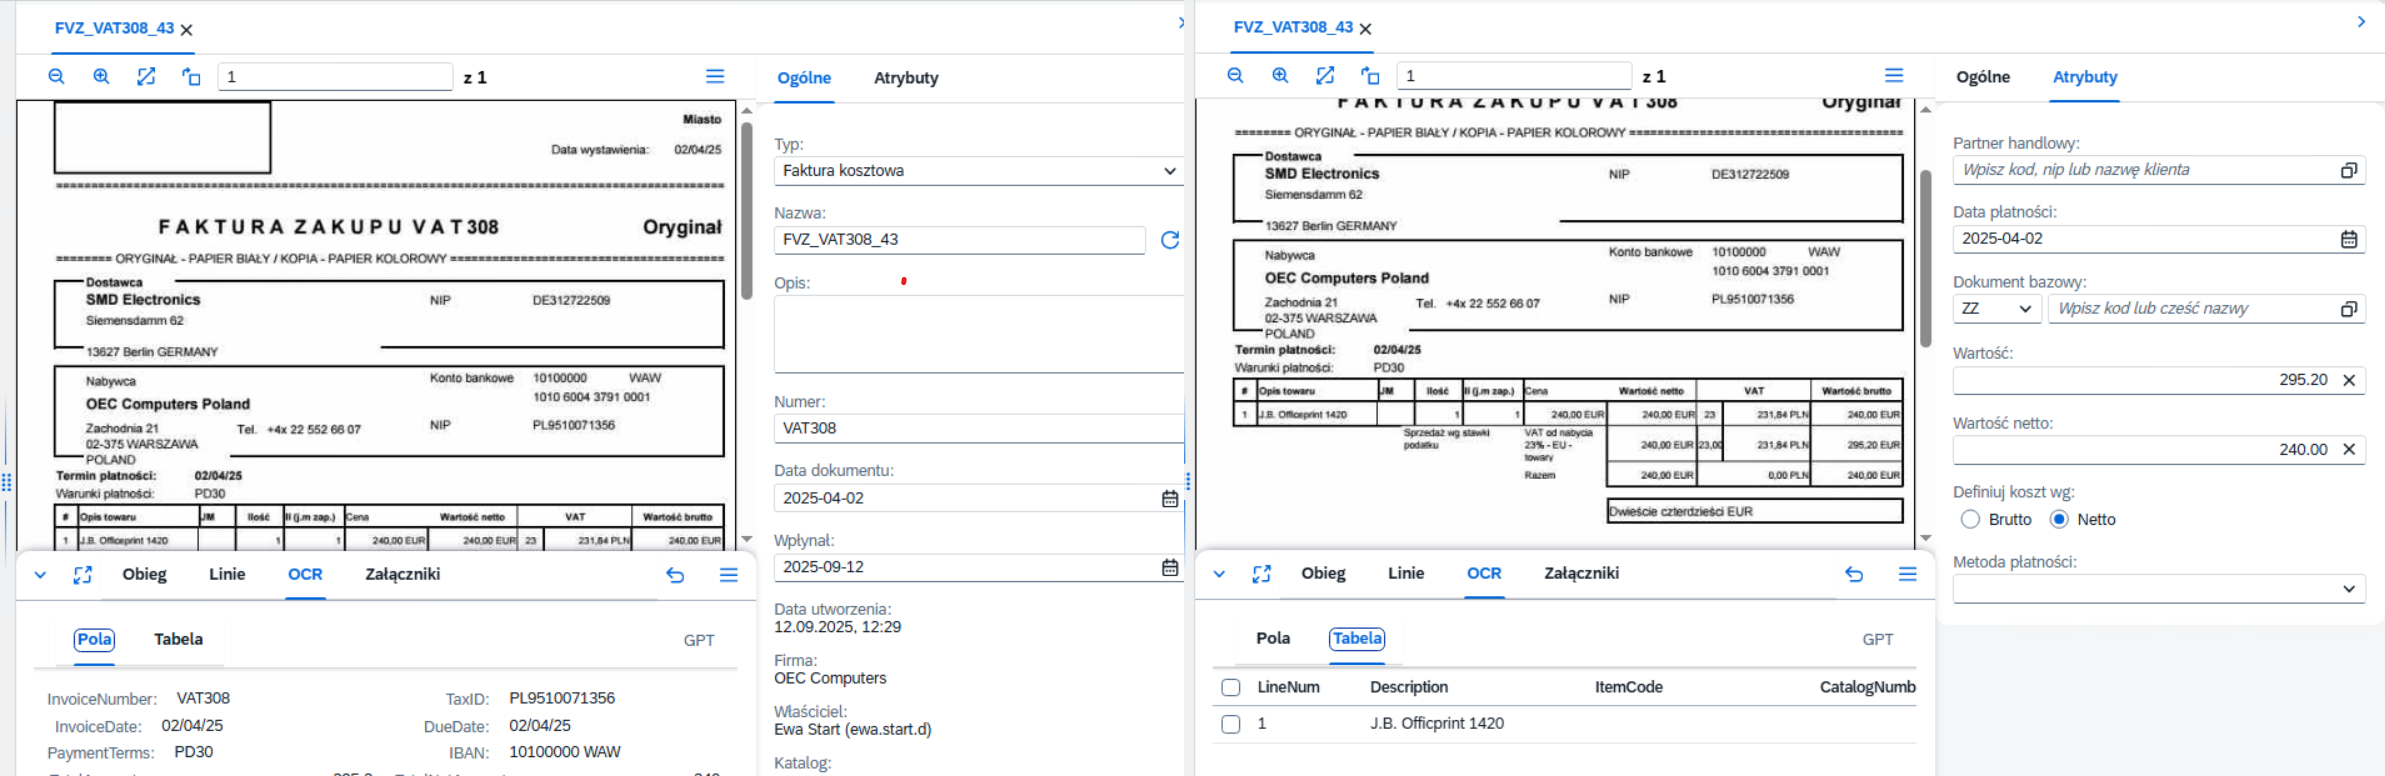 FVZ_VAT308_43
1 z 1
Miasto
Data wystawienia: 02/04/25
FAKTURA ZAKUPU VAT308 Oryginał
======== ORYGINAŁ - PAPIER BIAŁY / KOPIA - PAPIER KOLOROWY ========
Dostawca
SMD Electronics NIP DE312722509
Siemensdamm 62
13627 Berlin GERMANY
Nabywca Konto bankowe 10100000 WAW
1010 6004 3791 0001
OEC Computers Poland
Zachodnia 21 Tel. +4x 22 552 66 07 NIP PL9510071356
02-375 WARSZAWA
POLAND
Termin płatności: 02/04/25
Warunki płatności: PD30
# Opis towaru JM Ilość Il (j.m zap.) Cena Wartość netto VAT Wartość brutto
1 J.B. Officeprint 1420 1 1 240,00 EUR 240,00 EUR 23 231,84 PLN 240,00 EUR
Obieg Linie OCR Załączniki
Pola Tabela GPT
InvoiceNumber: VAT308 TaxID: PL9510071356
InvoiceDate: 02/04/25 DueDate: 02/04/25
PaymentTerms: PD30 IBAN: 10100000 WAW
Ogólne Atrybuty
Typ:
Faktura kosztowa
Nazwa:
FVZ_VAT308_43
Opis:
Numer:
VAT308
Data dokumentu:
2025-04-02
Wpłynął:
2025-09-12
Data utworzenia:
12.09.2025, 12:29
Firma:
OEC Computers
Właściciel:
Ewa Start (ewa.start.d)
Katalog:
FVZ_VAT308_43
1 z 1
FAKTURA ZAKUPU VAT308 Oryginał
======== ORYGINAŁ - PAPIER BIAŁY / KOPIA - PAPIER KOLOROWY ========
Dostawca
SMD Electronics NIP DE312722509
Siemensdamm 62
13627 Berlin GERMANY
Nabywca Konto bankowe 10100000 WAW
1010 6004 3791 0001
OEC Computers Poland
Zachodnia 21 Tel. +4x 22 552 66 07 NIP PL9510071356
02-375 WARSZAWA
POLAND
Termin płatności: 02/04/25
Warunki płatności: PD30
# Opis towaru JM Ilość Il (j.m zap.) Cena Wartość netto VAT Wartość brutto
1 J.B. Officeprint 1420 1 1 240,00 EUR 240,00 EUR 23 231,84 PLN 240,00 EUR
Sprzedaż wg stawki podatku VAT od nabycia 23% - EU - towary 240,00 EUR 23,00 231,84 PLN 295,20 EUR
Razem 240,00 EUR 0,00 PLN 240,00 EUR
Dwieście czterdzieści EUR
Obieg Linie OCR Załączniki
Pola Tabela GPT
LineNum Description ItemCode CatalogNumb
1 J.B. Officprint 1420
Ogólne Atrybuty
Partner handlowy:
Wpisz kod, nip lub nazwę klienta
Data płatności:
2025-04-02
Dokument bazowy:
ZZ Wpisz kod lub cześć nazwy
Wartość:
295.20
Wartość netto:
240.00
Definiuj koszt wg:
Brutto Netto
Metoda płatności: